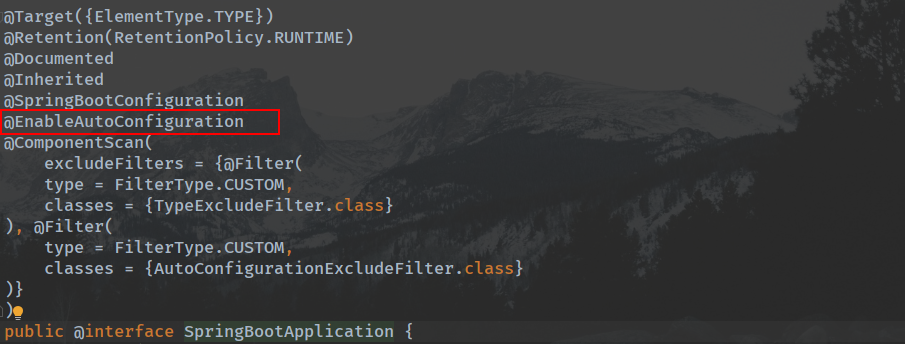 @Target({ElementType.TYPE})
@Retention(RetentionPolicy.RUNTIME)
@Documented
@Inherited
@SpringBootConfiguration
@EnableAutoConfiguration
@ComponentScan(
    excludeFilters = {@Filter(
    type = FilterType.CUSTOM,
    classes = {TypeExcludeFilter.class}
), @Filter(
    type = FilterType.CUSTOM,
    classes = {AutoConfigurationExcludeFilter.class}
)}
)
public @interface SpringBootApplication {